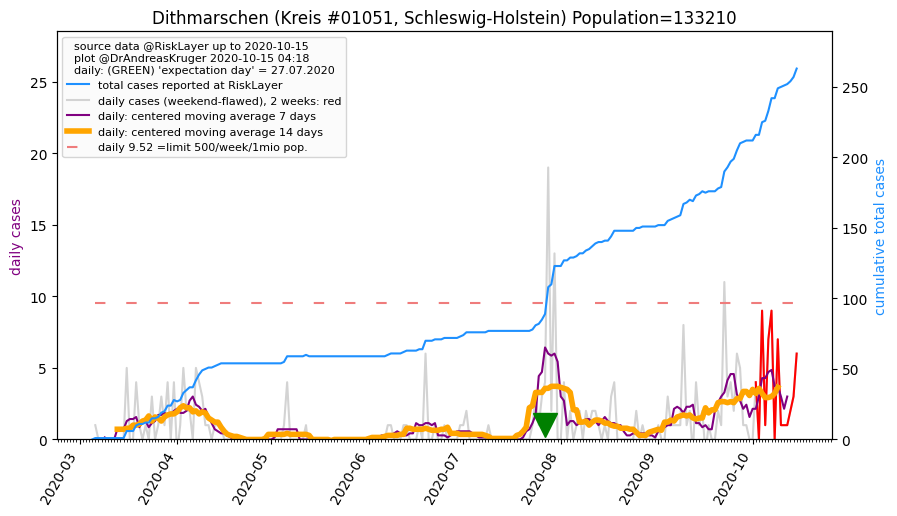 Dithmarschen (Kreis #01051, Schleswig-Holstein) Population=133210
source data @RiskLayer up to 2020-10-15
plot @DrAndreasKruger 2020-10-15 04:18
daily: (GREEN) 'expectation day' = 27.07.2020
total cases reported at RiskLayer
daily cases (weekend-flawed), 2 weeks: red
daily: centered moving average 7 days
daily: centered moving average 14 days
daily 9.52 =limit 500/week/1mio pop.
daily cases
25
20
15
10
5
0
cumulative total cases
250
200
150
100
50
0
2020-03
2020-04
2020-05
2020-06
2020-07
2020-08
2020-09
2020-10